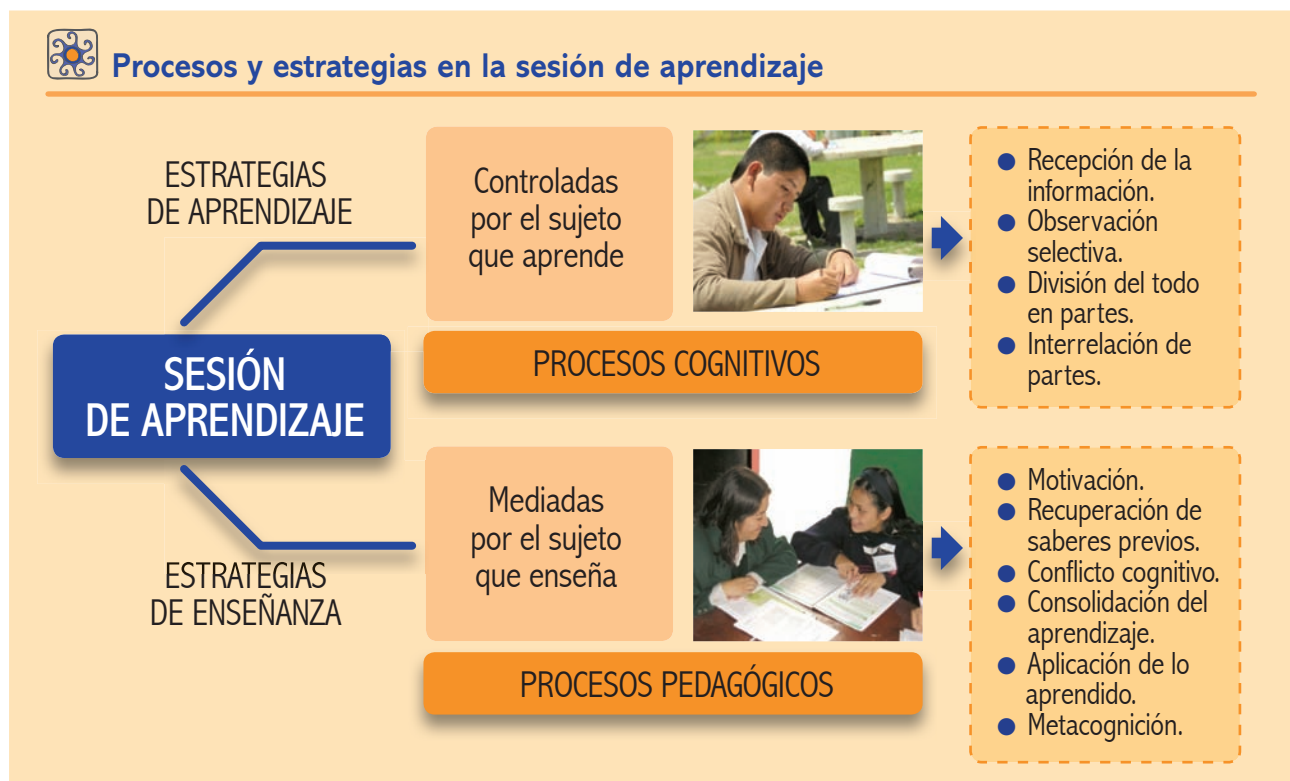 Procesos y estrategias en la sesión de aprendizaje
ESTRATEGIAS
DE APRENDIZAJE
Controladas
por el sujeto
que aprende
PROCESOS COGNITIVOS
● Recepción de la
información.
● Observación
selectiva.
● División del todo
en partes.
● Interrelación de
partes.
SESIÓN
DE APRENDIZAJE
ESTRATEGIAS
DE ENSEÑANZA
Mediadas
por el sujeto
que enseña
PROCESOS PEDAGÓGICOS
● Motivación.
● Recuperación de
saberes previos.
● Conflicto cognitivo.
● Consolidación del
aprendizaje.
● Aplicación de lo
aprendido.
● Metacognición.